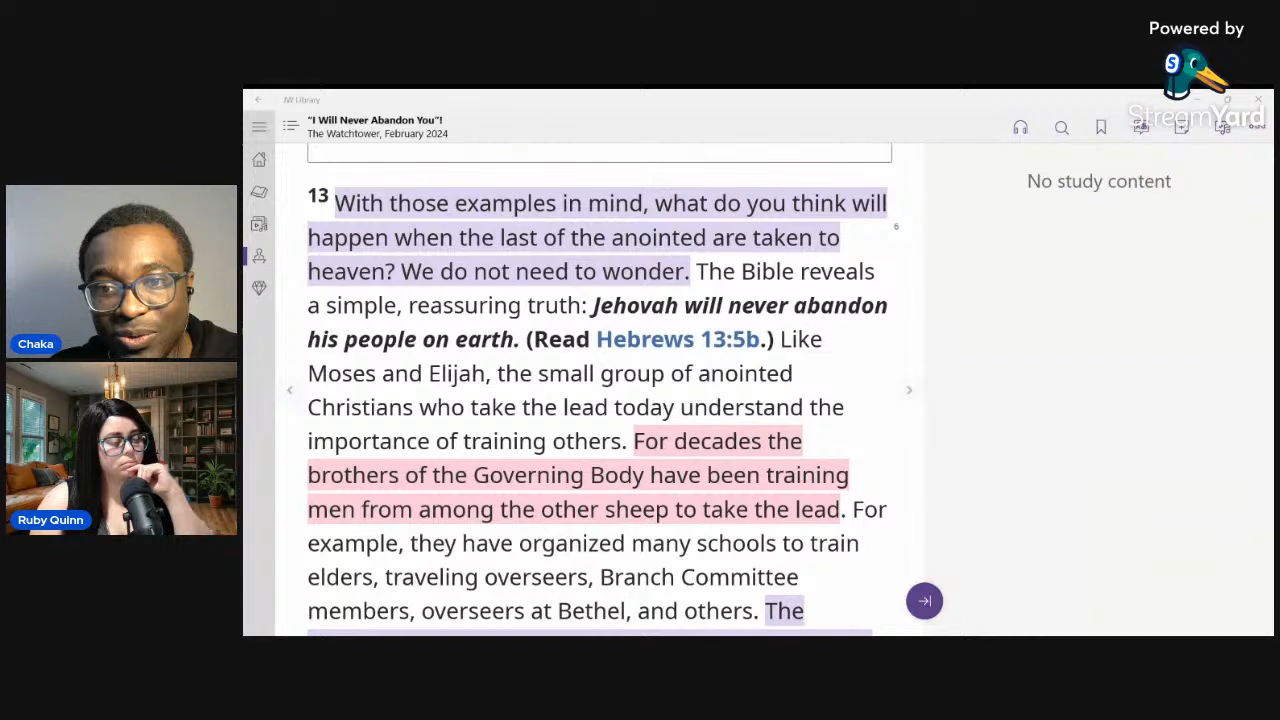 Powered by
StreamYard
JW Library
"I Will Never Abandon You"!
The Watchtower, February 2024
No study content
13 With those examples in mind, what do you think will
happen when the last of the anointed are taken to
heaven? We do not need to wonder. The Bible reveals
a simple, reassuring truth: Jehovah will never abandon
his people on earth. (Read Hebrews 13:5b.) Like
Moses and Elijah, the small group of anointed
Christians who take the lead today understand the
importance of training others. For decades the
brothers of the Governing Body have been training
men from among the other sheep to take the lead. For
example, they have organized many schools to train
elders, traveling overseers, Branch Committee
members, overseers at Bethel, and others. The
6
Chaka
Ruby Quinn